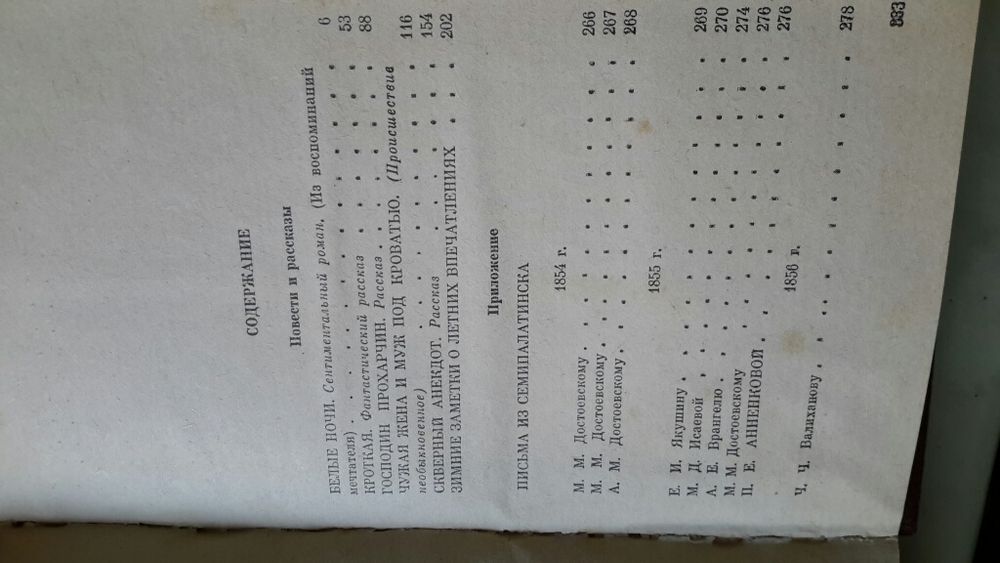 СОДЕРЖАНИЕ
Повести и рассказы
БЕЛЫЕ НОЧИ. Сентиментальный роман. (Из воспоминаний
мечтателя) . . . . . . . . . . . . . . 6
КРОТКАЯ. Фантастический рассказ . . . . . . . 53
ГОСПОДИН ПРОХАРЧИН. Рассказ . . . . . . . . 88
ЧУЖАЯ ЖЕНА И МУЖ ПОД КРОВАТЬЮ. (Происшествие
необыкновенное) . . . . . . . . . . . . 116
СКВЕРНЫЙ АНЕКДОТ. Рассказ . . . . . . . . 154
ЗИМНИЕ ЗАМЕТКИ О ЛЕТНИХ ВПЕЧАТЛЕНИЯХ . . . 202
Приложение
ПИСЬМА ИЗ СЕМИПАЛАТИНСКА
1854 г.
М. М. Достоевскому . . . . . . . . . . . 266
М. М. Достоевскому . . . . . . . . . . . 267
А. М. Достоевскому . . . . . . . . . . . 268
1855 г.
Е. И. Якушину . . . . . . . . . . . . . 269
М. Д. Исаевой . . . . . . . . . . . . . 270
А. Е. Врангелю . . . . . . . . . . . . . 274
М. М. Достоевскому . . . . . . . . . . . 276
П. Е. АННЕНКОВОЙ . . . . . . . . . . . . 276
1856 г.
Ч. Ч. Валиханову . . . . . . . . . . . . 278
333